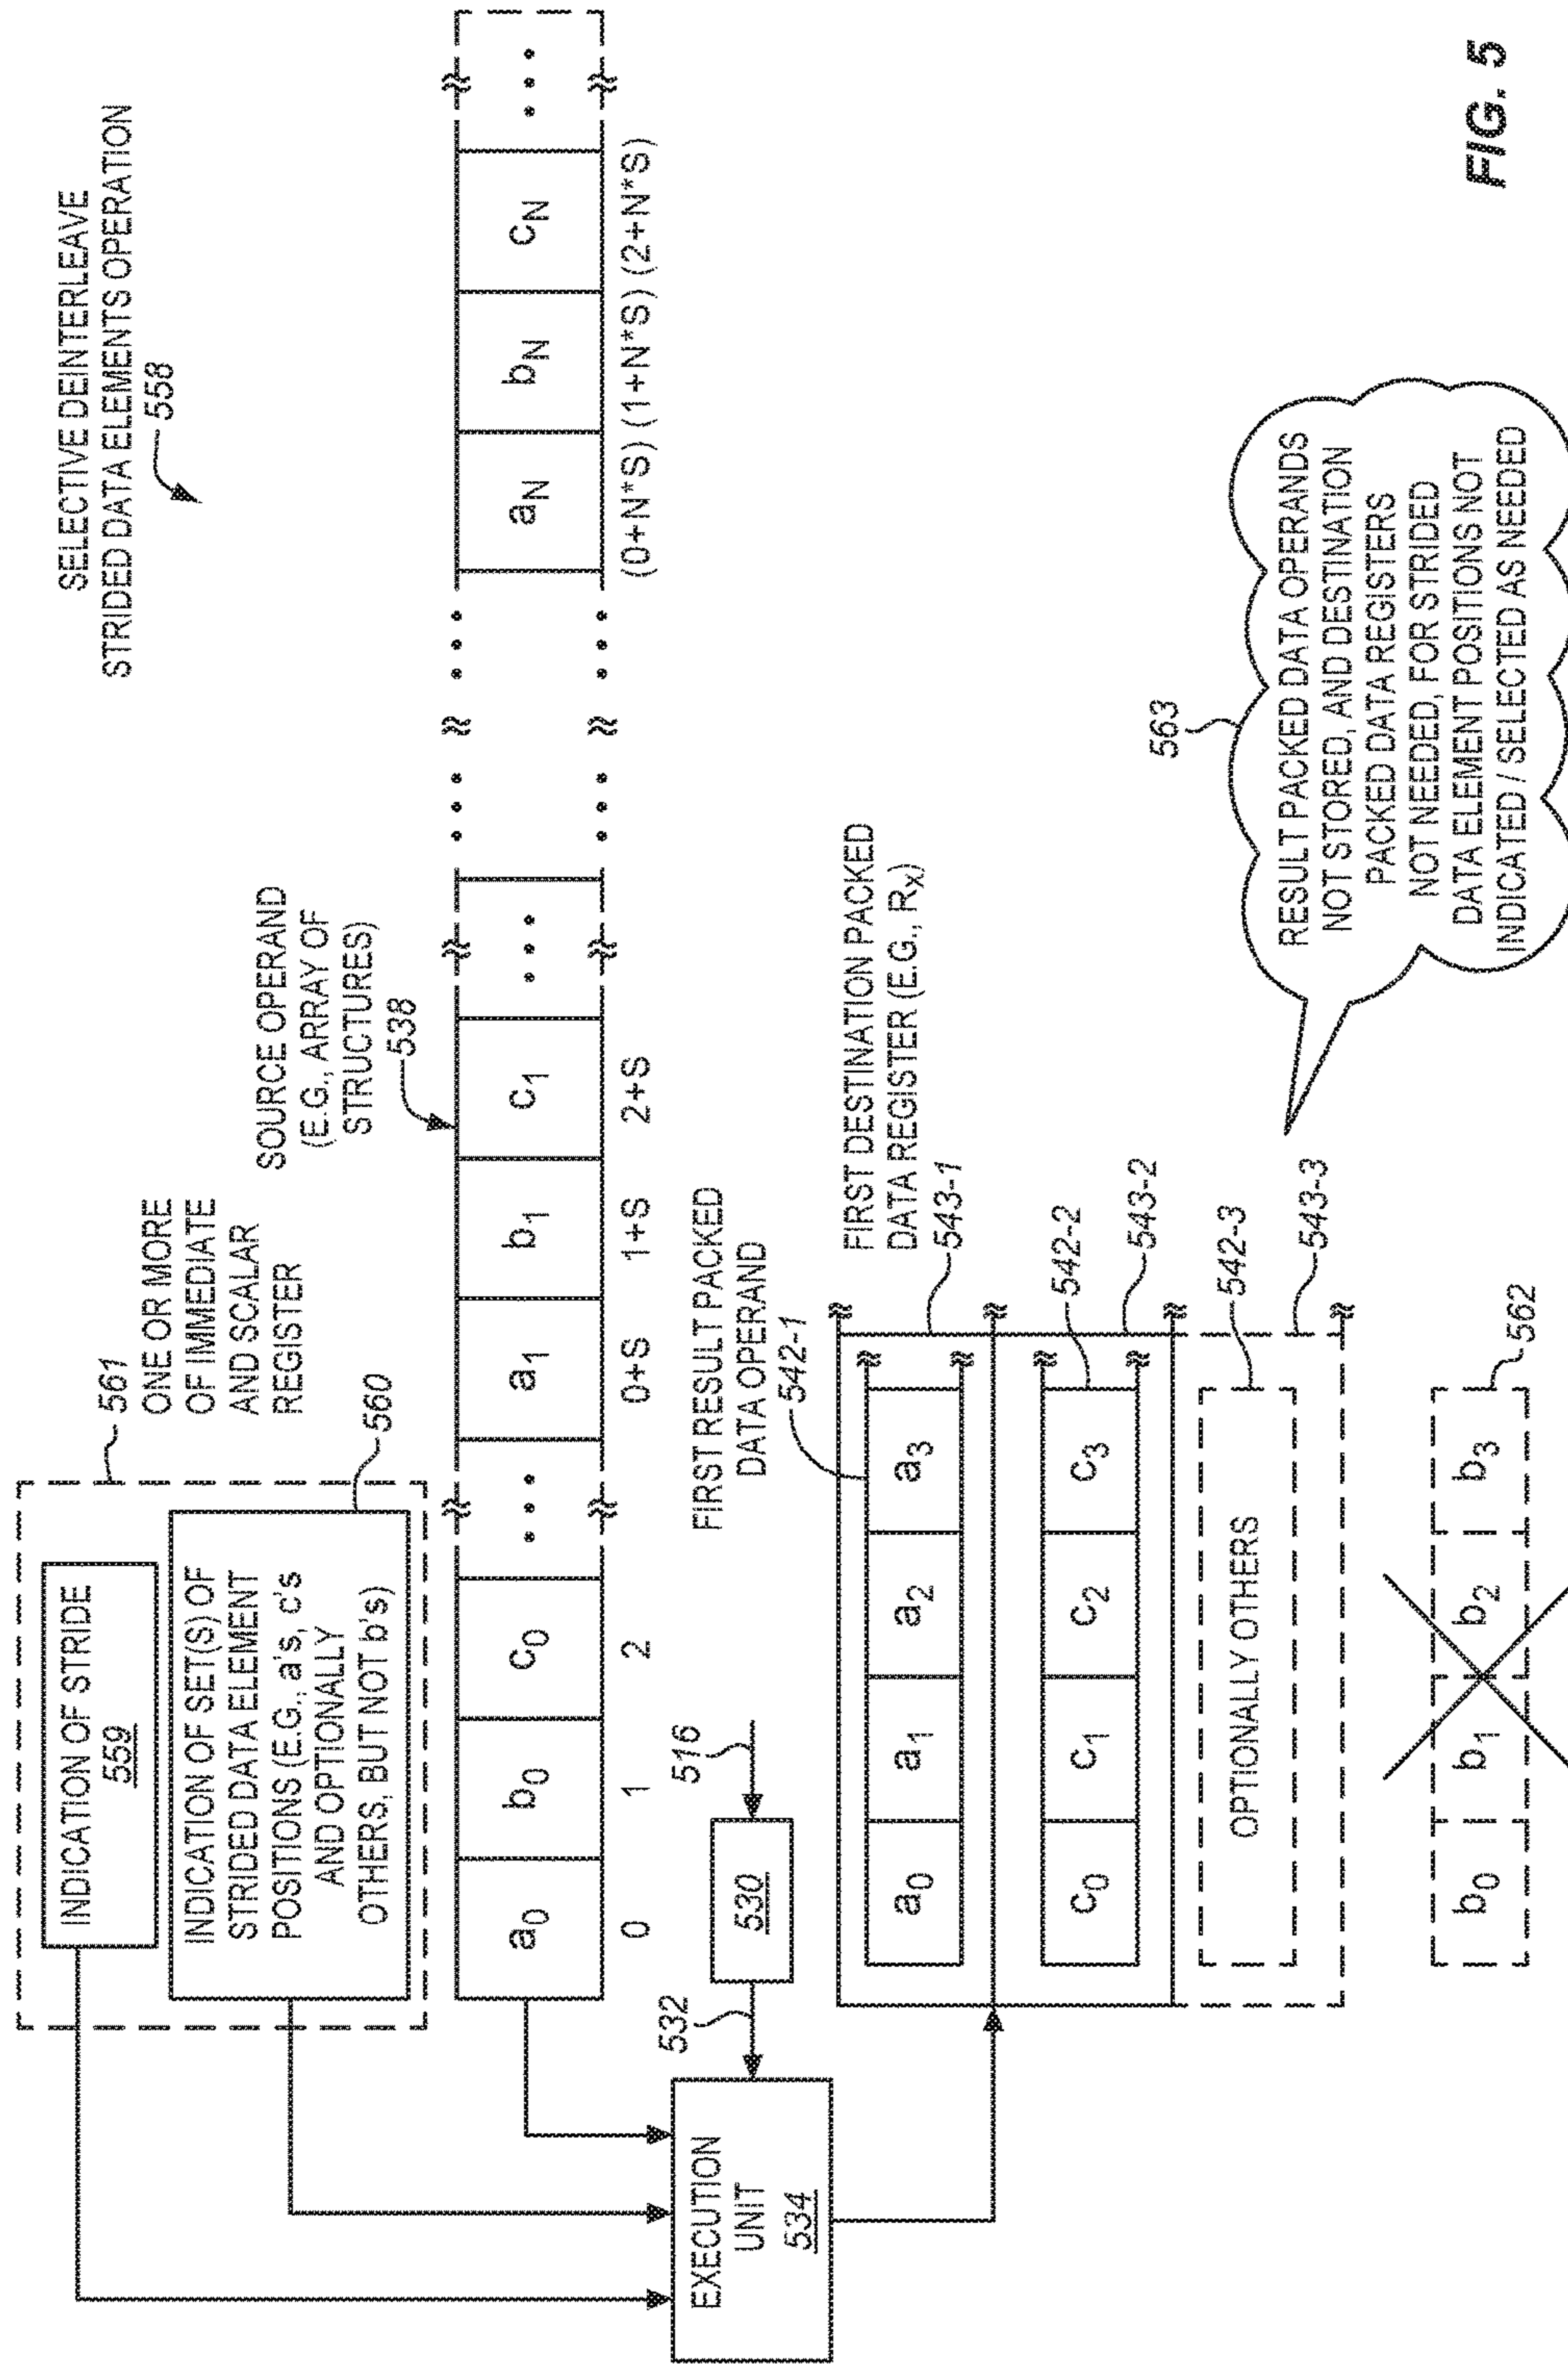 SELECTIVE DEINTERLEAVE
STRIDED DATA ELEMENTS OPERATION
558
561
ONE OR MORE
OF IMMEDIATE
AND SCALAR
REGISTER
INDICATION OF STRIDE
559
INDICATION OF SET(S) OF
STRIDED DATA ELEMENT
POSITIONS (E.G., a's, c's
AND OPTIONALLY
OTHERS, BUT NOT b's)
560
SOURCE OPERAND
(E.G., ARRAY OF
STRUCTURES)
538
a0 b0 c0 ... a1 b1 c1 ... aN bN cN ...
0 1 2 0+S 1+S 2+S (0+N*S) (1+N*S) (2+N*S)
516
530
532
EXECUTION
UNIT
534
FIRST RESULT PACKED
DATA OPERAND
542-1
FIRST DESTINATION PACKED
DATA REGISTER (E.G., RX)
543-1
a0 a1 a2 a3
542-2
c0 c1 c2 c3
543-2
OPTIONALLY OTHERS
542-3
543-3
b0 b1 b2 b3
562
563
RESULT PACKED DATA OPERANDS
NOT STORED, AND DESTINATION
PACKED DATA REGISTERS
NOT NEEDED, FOR STRIDED
DATA ELEMENT POSITIONS NOT
INDICATED / SELECTED AS NEEDED
FIG. 5